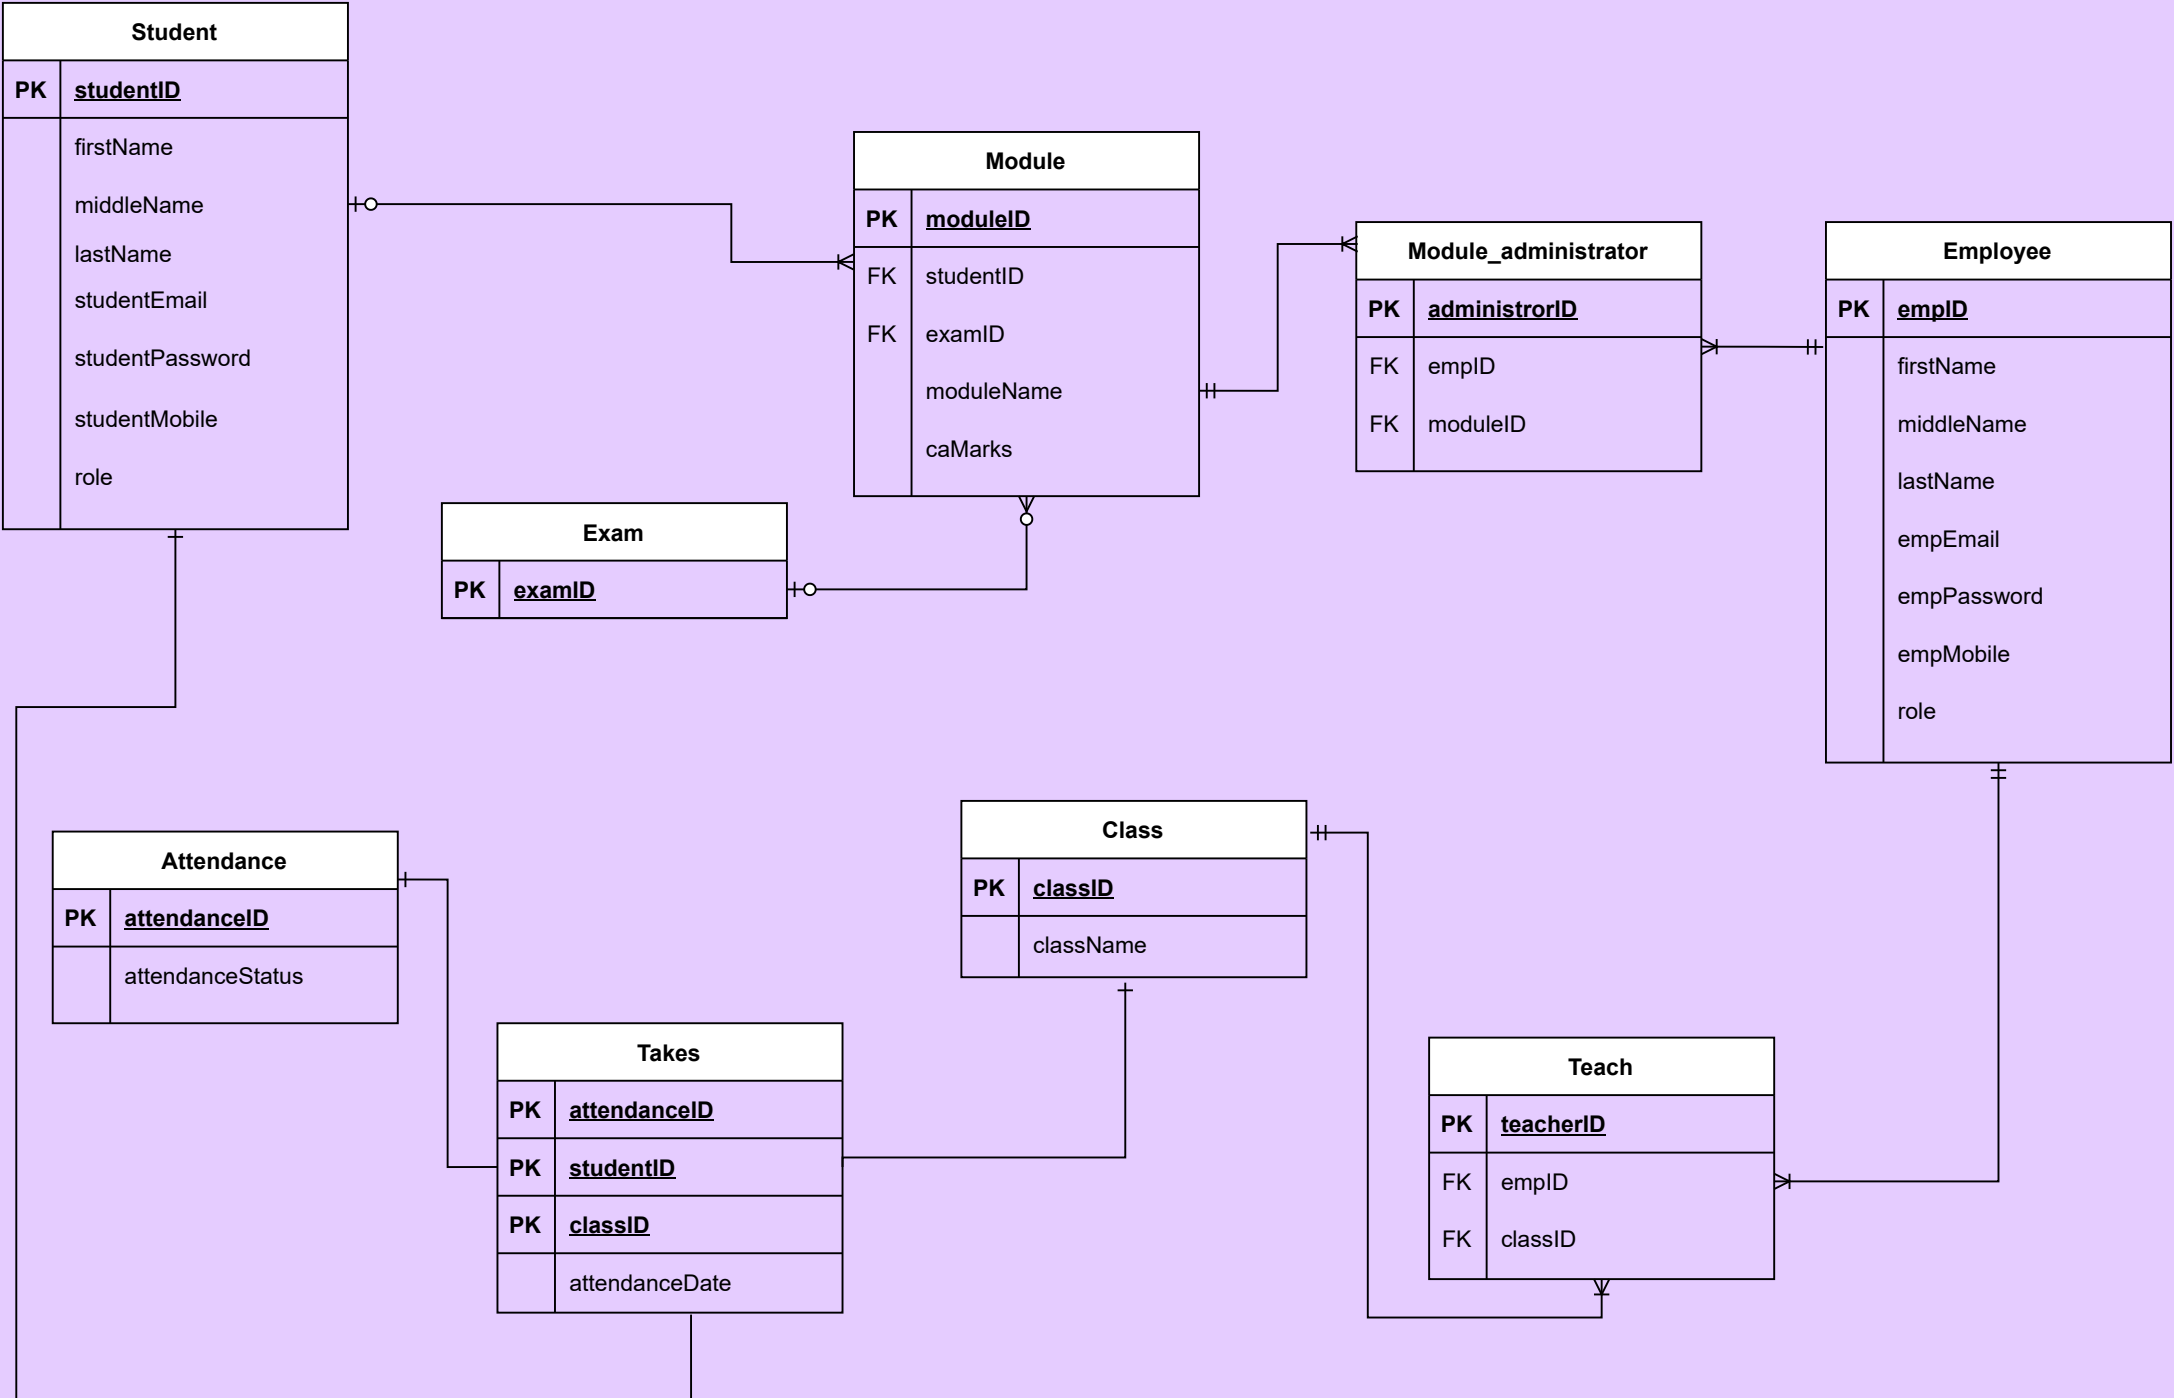 Student
PK studentID
firstName
middleName
lastName
studentEmail
studentPassword
studentMobile
role
Module
PK moduleID
FK studentID
FK examID
moduleName
caMarks
Module_administrator
PK administrorID
FK empID
FK moduleID
Employee
PK empID
firstName
middleName
lastName
empEmail
empPassword
empMobile
role
Exam
PK examID
Attendance
PK attendanceID
attendanceStatus
Class
PK classID
className
Takes
PK attendanceID
PK studentID
PK classID
attendanceDate
Teach
PK teacherID
FK empID
FK classID